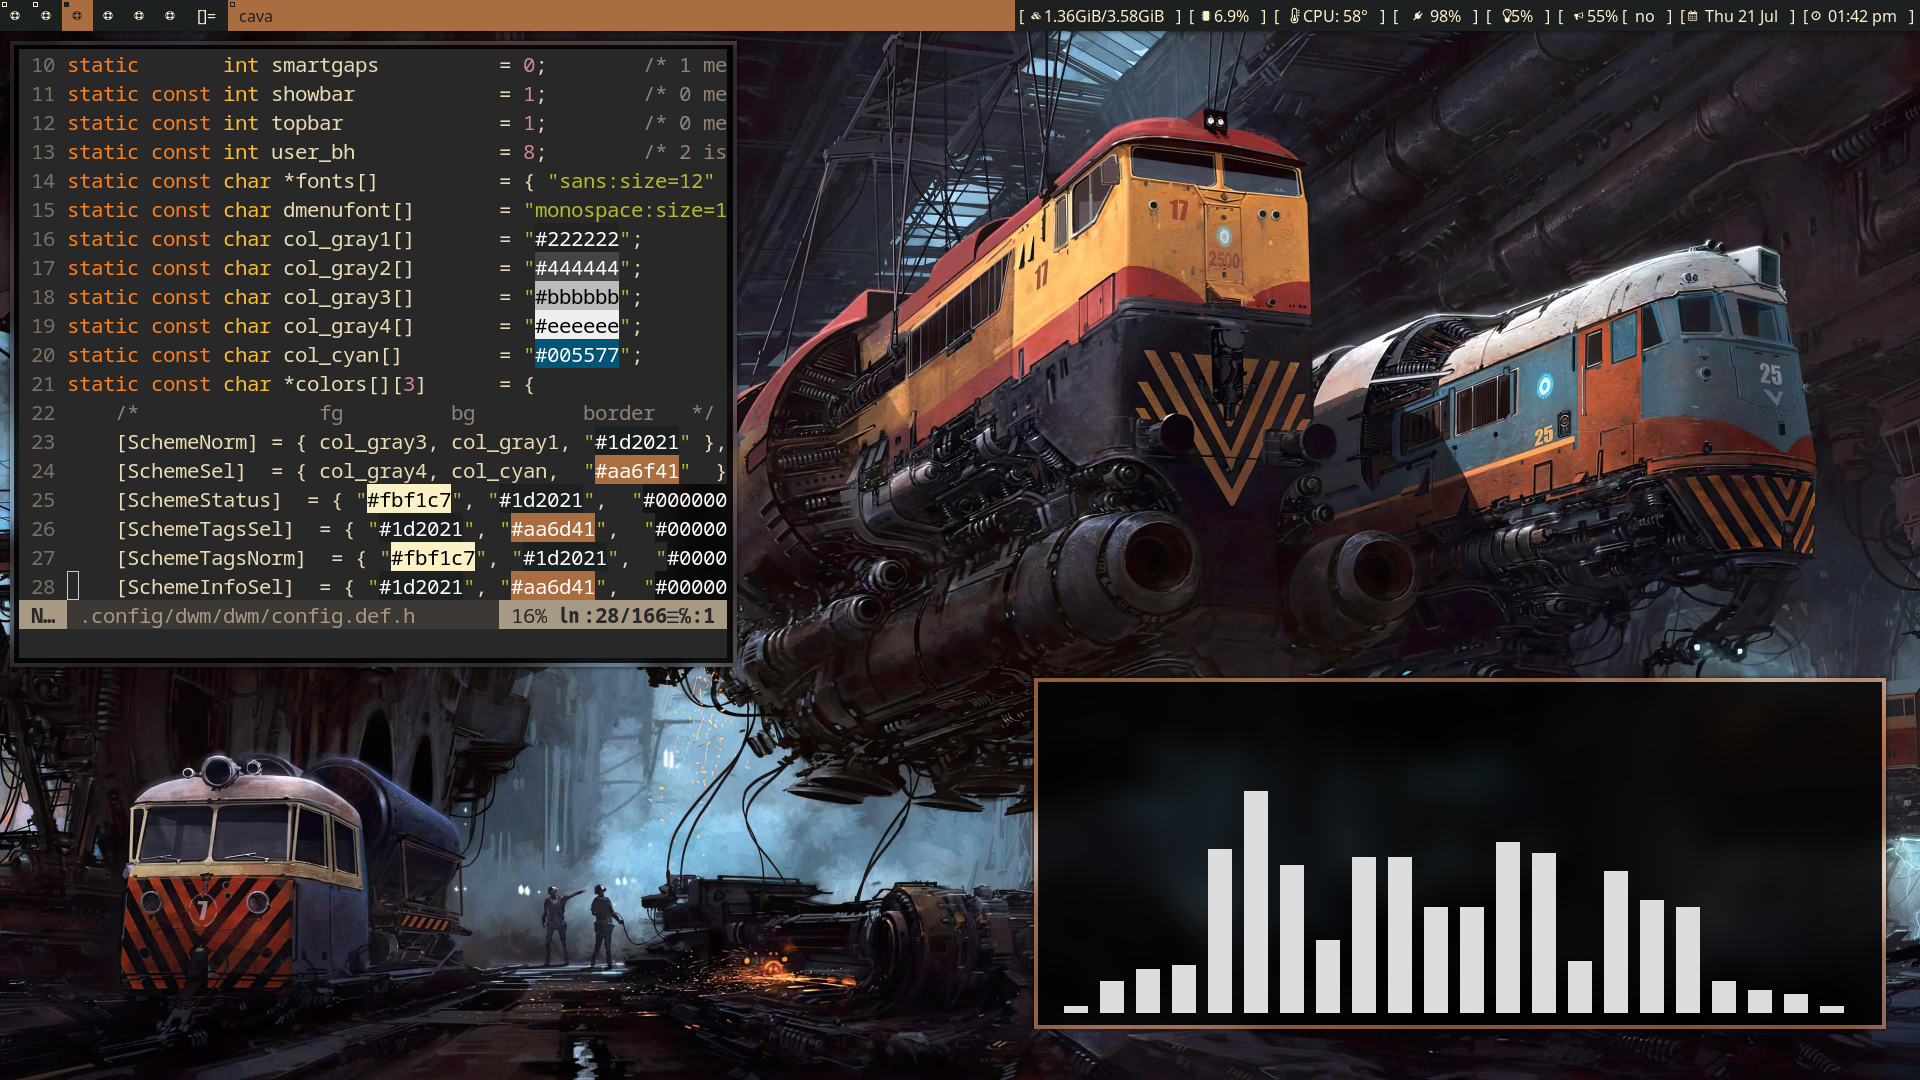 []= cava [ 1.36GiB/3.58GiB ] [ 6.9% ] [ CPU: 58° ] [ 98% ] [ 5% ] [ 55% [ no ] [ Thu 21 Jul ] [ 01:42 pm ]
10 static int smartgaps = 0; /* 1 me
11 static const int showbar = 1; /* 0 me
12 static const int topbar = 1; /* 0 me
13 static const int user_bh = 8; /* 2 is
14 static const char *fonts[] = { "sans:size=12"
15 static const char dmenufont[] = "monospace:size=1
16 static const char col_gray1[] = "#222222";
17 static const char col_gray2[] = "#444444";
18 static const char col_gray3[] = "#bbbbbb";
19 static const char col_gray4[] = "#eeeeee";
20 static const char col_cyan[] = "#005577";
21 static const char *colors[][3] = {
22 /* fg bg border */
23 [SchemeNorm] = { col_gray3, col_gray1, "#1d2021" },
24 [SchemeSel] = { col_gray4, col_cyan, "#aa6f41" }
25 [SchemeStatus] = { "#fbf1c7", "#1d2021", "#000000
26 [SchemeTagsSel] = { "#1d2021", "#aa6d41", "#00000
27 [SchemeTagsNorm] = { "#fbf1c7", "#1d2021", "#0000
28 [SchemeInfoSel] = { "#1d2021", "#aa6d41", "#00000
N… .config/dwm/dwm/config.def.h 16% ln :28/166≡℅:1
17
17
2500
25
25
7